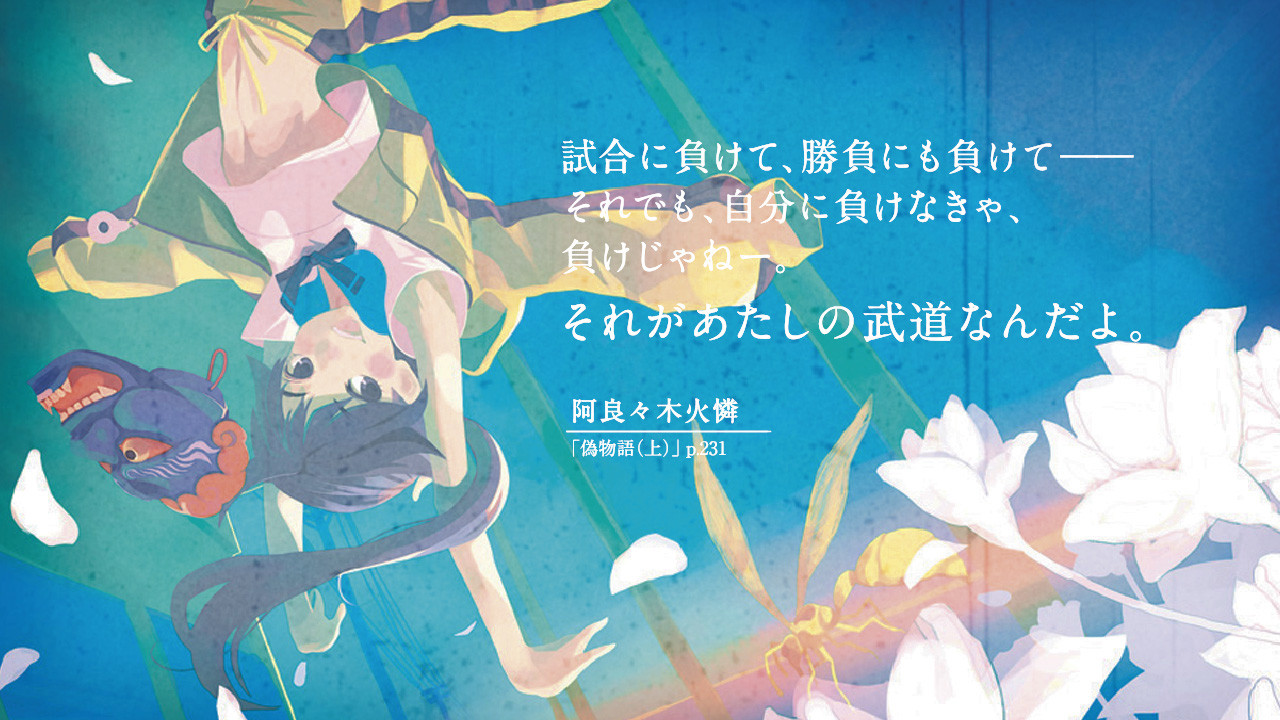 試合に負けて、勝負にも負けて――
それでも、自分に負けなきゃ、
負けじゃねー。
それがあたしの武道なんだよ。
阿良々木火憐
「偽物語(上)」p.231